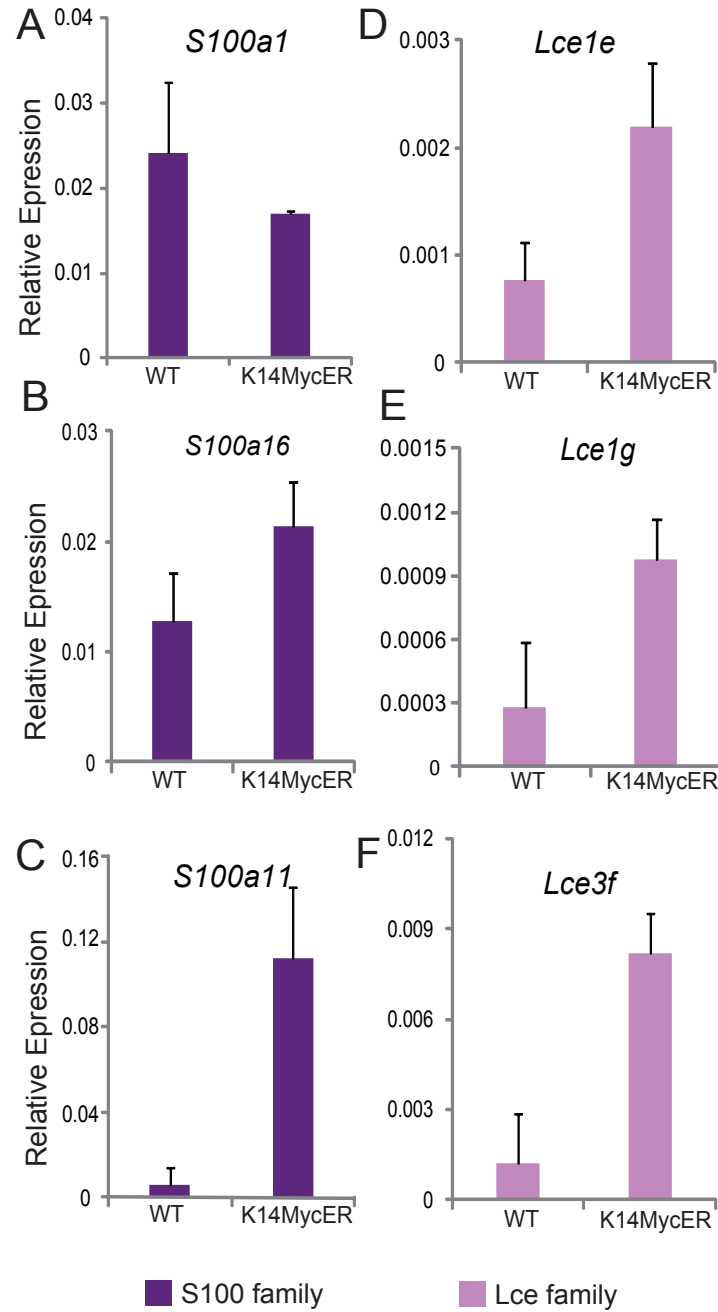 A
S100a1
Relative Epression
0.04
0.03
0.02
0.01
0
WT
K14MycER
D
Lce1e
0.003
0.002
0.001
0
WT
K14MycER
B
S100a16
Relative Epression
0.03
0.02
0.01
0
WT
K14MycER
E
Lce1g
0.0015
0.0012
0.0009
0.0006
0.0003
0
WT
K14MycER
C
S100a11
Relative Epression
0.16
0.12
0.08
0.04
0
WT
K14MycER
F
Lce3f
0.012
0.009
0.006
0.003
0
WT
K14MycER
S100 family
Lce family